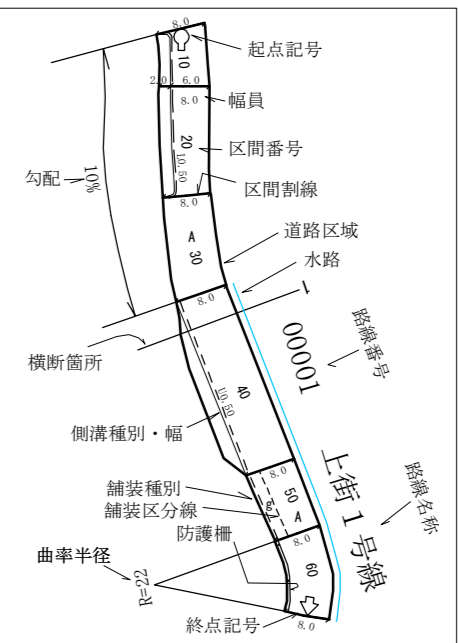 8.0
起点記号
10
2.0
6.0
8.0
幅員
20
U0.50
区間番号
区間割線
8.0
勾配
10%
A
30
道路区域
水路
8.0
1
横断箇所
00001
路線番号
40
U0.50
側溝種別・幅
上街1号線
路線名称
8.0
舗装種別
舗装区分線
50
A
防護柵
8.0
曲率半径
R=22
60
終点記号
8.0